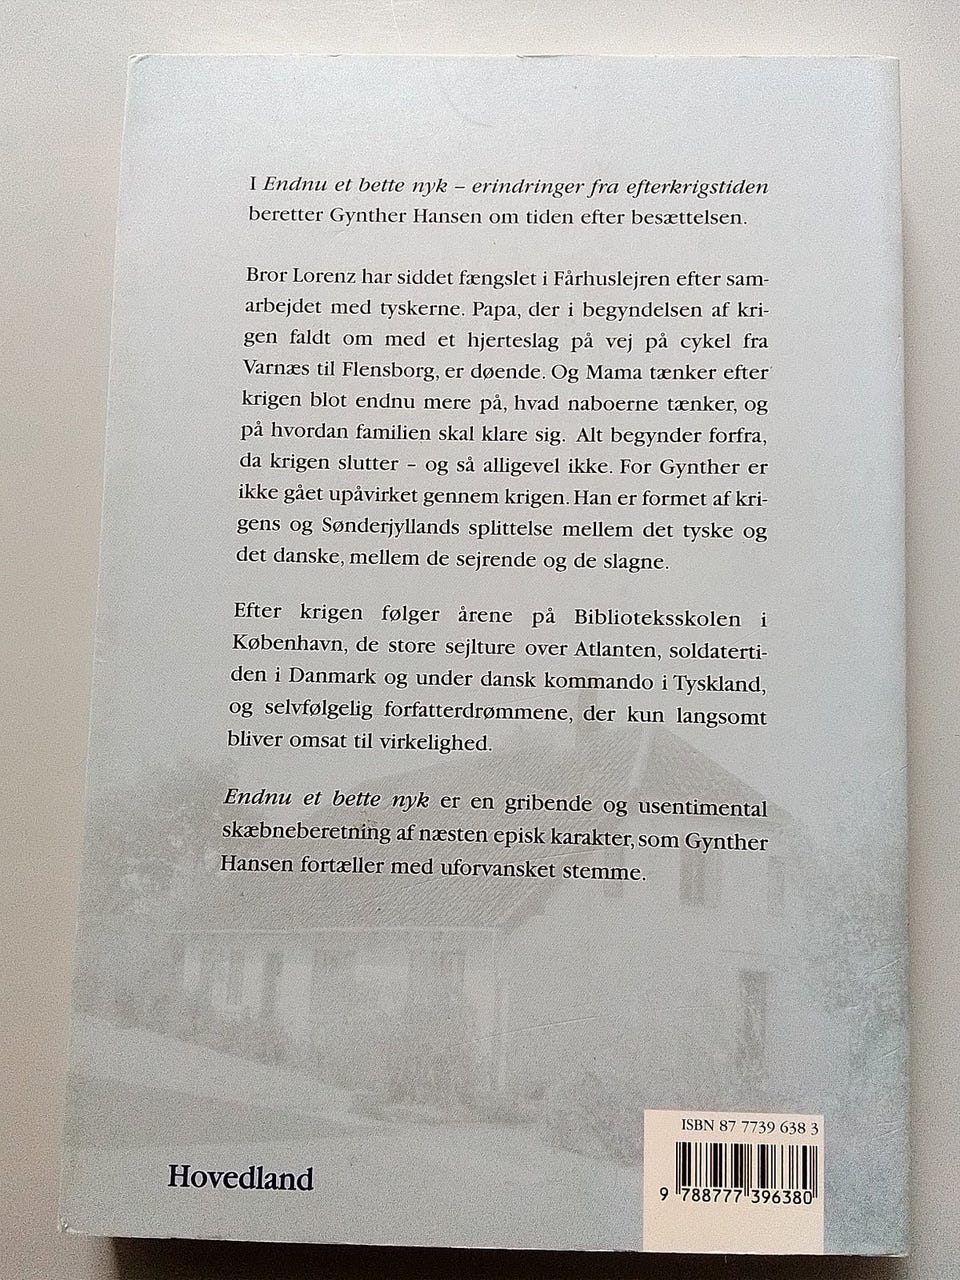 I Endnu et bette nyk – erindringer fra efterkrigstiden
beretter Gynther Hansen om tiden efter besættelsen.
Bror Lorenz har siddet fængslet i Fårhuslejren efter sam-
arbejdet med tyskerne. Papa, der i begyndelsen af kri-
gen faldt om med et hjerteslag på vej på cykel fra
Varnæs til Flensborg, er døende. Og Mama tænker efter
krigen blot endnu mere på, hvad naboerne tænker, og
på hvordan familien skal klare sig. Alt begynder forfra,
da krigen slutter – og så alligevel ikke. For Gynther er
ikke gået upåvirket gennem krigen. Han er formet af kri-
gens og Sønderjyllands splittelse mellem det tyske og
det danske, mellem de sejrende og de slagne.
Efter krigen følger årene på Biblioteksskolen i
København, de store sejlture over Atlanten, soldaterti-
den i Danmark og under dansk kommando i Tyskland,
og selvfølgelig forfatterdrømmene, der kun langsomt
bliver omsat til virkelighed.
Endnu et bette nyk er en gribende og usentimental
skæbneberetning af næsten episk karakter, som Gynther
Hansen fortæller med uforvansket stemme.
Hovedland
ISBN 87 7739 638 3
9 788777 396380